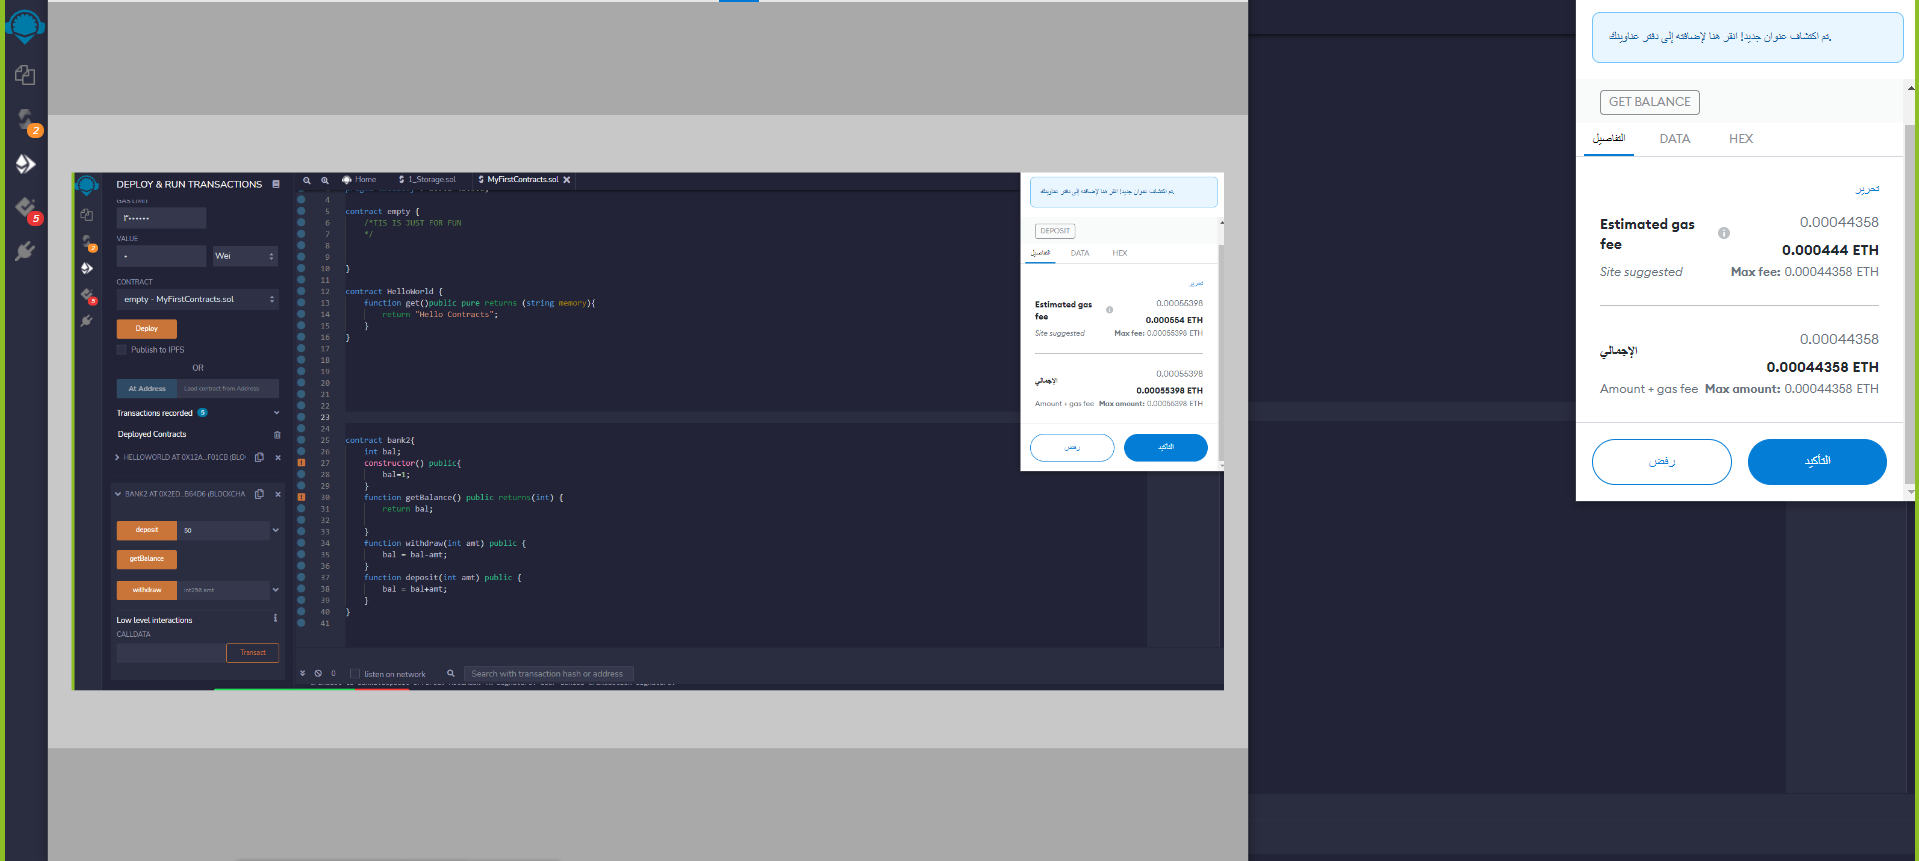 2
5
DEPLOY & RUN TRANSACTIONS
GAS LIMIT
٣٠٠٠٠٠٠
VALUE
٠
Wei
CONTRACT
empty - MyFirstContracts.sol
Deploy
Publish to IPFS
OR
At Address
Load contract from Address
Transactions recorded 5
Deployed Contracts
HELLOWORLD AT 0X12A...F01CB (BLO
BANK2 AT 0X2ED...B64D6 (BLOCKCHA
deposit
50
getBalance
withdraw
int256 amt
Low level interactions
CALLDATA
Transact
Home
1_Storage.sol
MyFirstContracts.sol
4
5 contract empty {
6 /*TIS IS JUST FOR FUN
7 */
8
9
10 }
11
12 contract HelloWorld {
13 function get()public pure returns (string memory){
14 return "Hello Contracts";
15 }
16 }
17
18
19
20
21
22
23
24
25 contract bank2{
26 int bal;
27 constructor() public{
28 bal=1;
29 }
30 function getBalance() public returns(int) {
31 return bal;
32
33 }
34 function withdraw(int amt) public {
35 bal = bal-amt;
36 }
37 function deposit(int amt) public {
38 bal = bal+amt;
39 }
40 }
41
0
listen on network
Search with transaction hash or address
تم اكتشاف عنوان جديد! انقر هنا لإضافته إلى دفتر عناوينك.
DEPOSIT
التفاصيل
DATA
HEX
تحرير
Estimated gas fee
0.00055398
0.000554 ETH
Site suggested
Max fee: 0.00055398 ETH
الإجمالي
0.00055398
0.00055398 ETH
Amount + gas fee
Max amount: 0.00055398 ETH
رفض
التأكيد
تم اكتشاف عنوان جديد! انقر هنا لإضافته إلى دفتر عناوينك.
GET BALANCE
التفاصيل
DATA
HEX
تحرير
Estimated gas
fee
0.00044358
0.000444 ETH
Site suggested
Max fee: 0.00044358 ETH
الإجمالي
0.00044358
0.00044358 ETH
Amount + gas fee
Max amount: 0.00044358 ETH
رفض
التأكيد